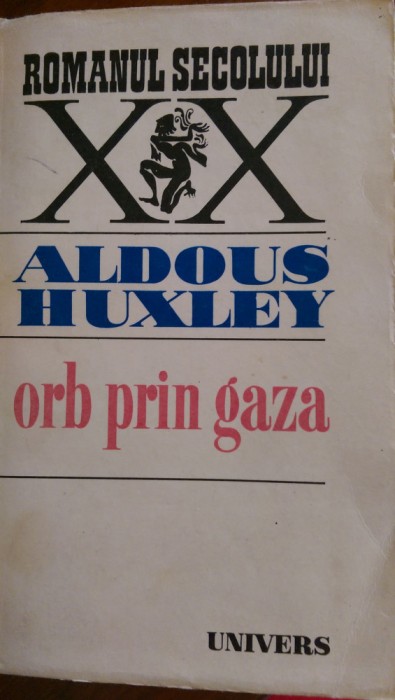 ROMANUL SECOLULUI
XX
ALDOUS
HUXLEY
orb prin gaza
UNIVERS